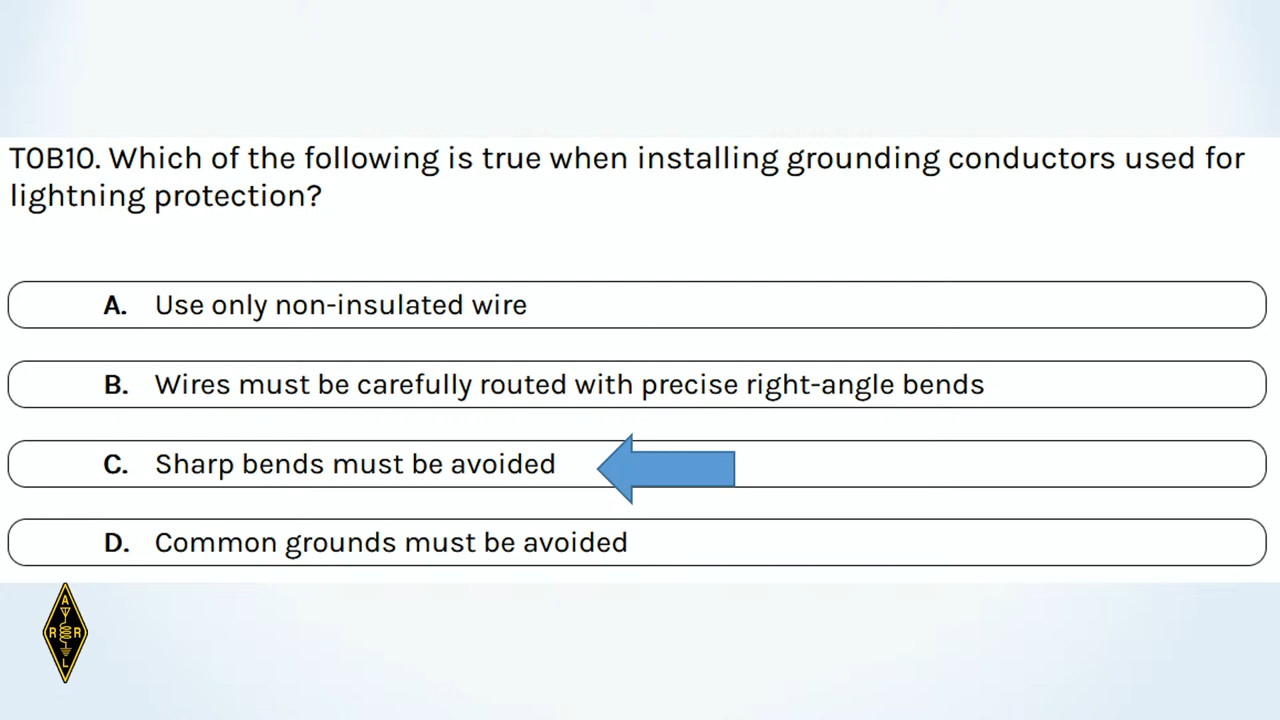 T0B10. Which of the following is true when installing grounding conductors used for
lightning protection?
A. Use only non-insulated wire
B. Wires must be carefully routed with precise right-angle bends
C. Sharp bends must be avoided
D. Common grounds must be avoided
A
R R
L